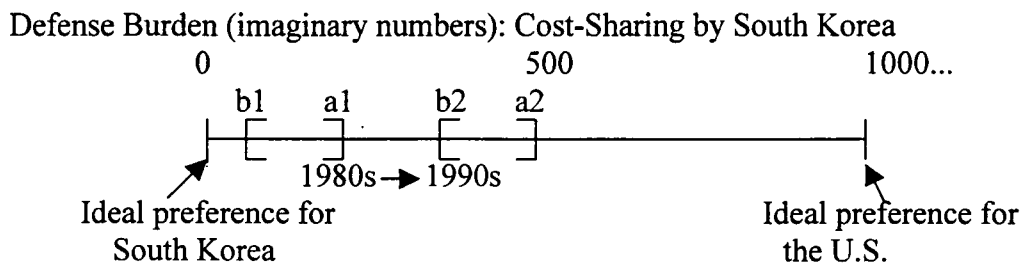 Defense Burden (imaginary numbers): Cost-Sharing by South Korea
0 500 1000...
b1 a1 b2 a2
1980s 1990s
Ideal preference for Ideal preference for
South Korea the U.S.